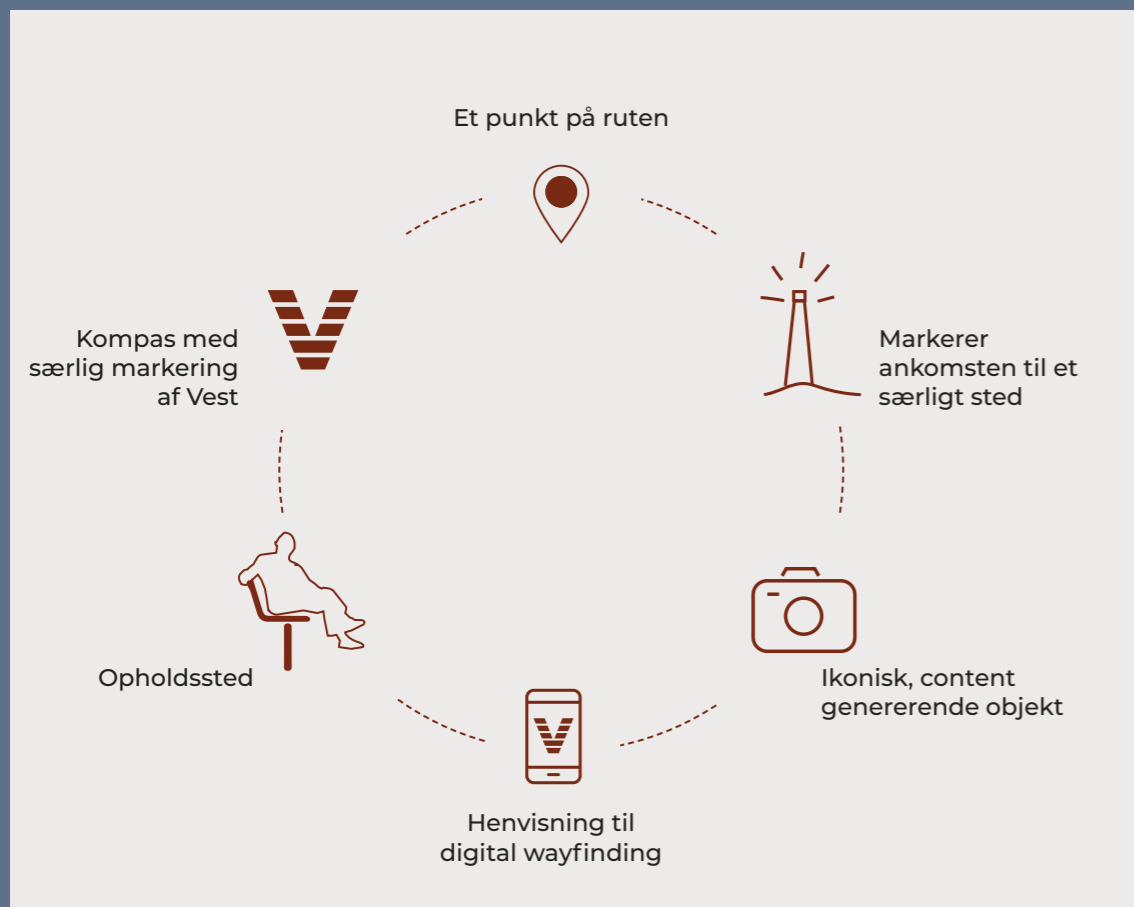 Et punkt på ruten
Markerer
ankomsten til et
særligt sted
Ikonisk, content
genererende objekt
Henvisning til
digital wayfinding
Opholdssted
Kompas med
særlig markering
af Vest
V
V